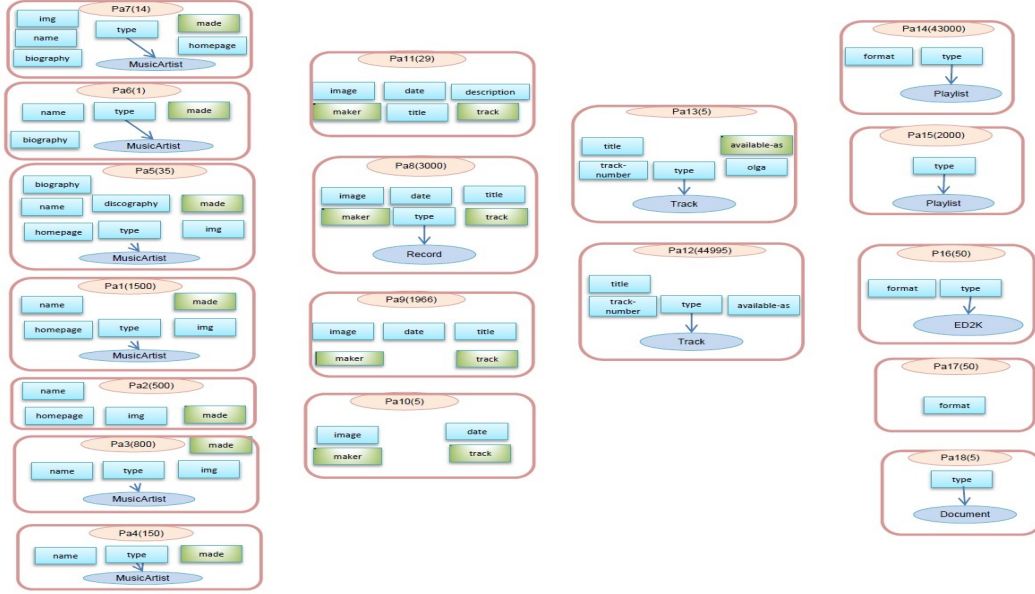 Pa7(14)
img
type
made
name
homepage
biography
MusicArtist
Pa6(1)
name
type
made
biography
MusicArtist
Pa5(35)
biography
name
discography
made
homepage
type
img
MusicArtist
Pa1(1500)
name
made
homepage
type
img
MusicArtist
Pa2(500)
name
homepage
img
made
Pa3(800)
made
name
type
img
MusicArtist
Pa4(150)
name
type
made
MusicArtist
Pa11(29)
image
date
description
maker
title
track
Pa8(3000)
image
date
title
maker
type
track
Record
Pa9(1966)
image
date
title
maker
track
Pa10(5)
image
date
maker
track
Pa13(5)
title
available-as
track-
number
type
olga
Track
Pa12(44995)
title
track-
number
type
available-as
Track
Pa14(43000)
format
type
Playlist
Pa15(2000)
type
Playlist
P16(50)
format
type
ED2K
Pa17(50)
format
Pa18(5)
type
Document